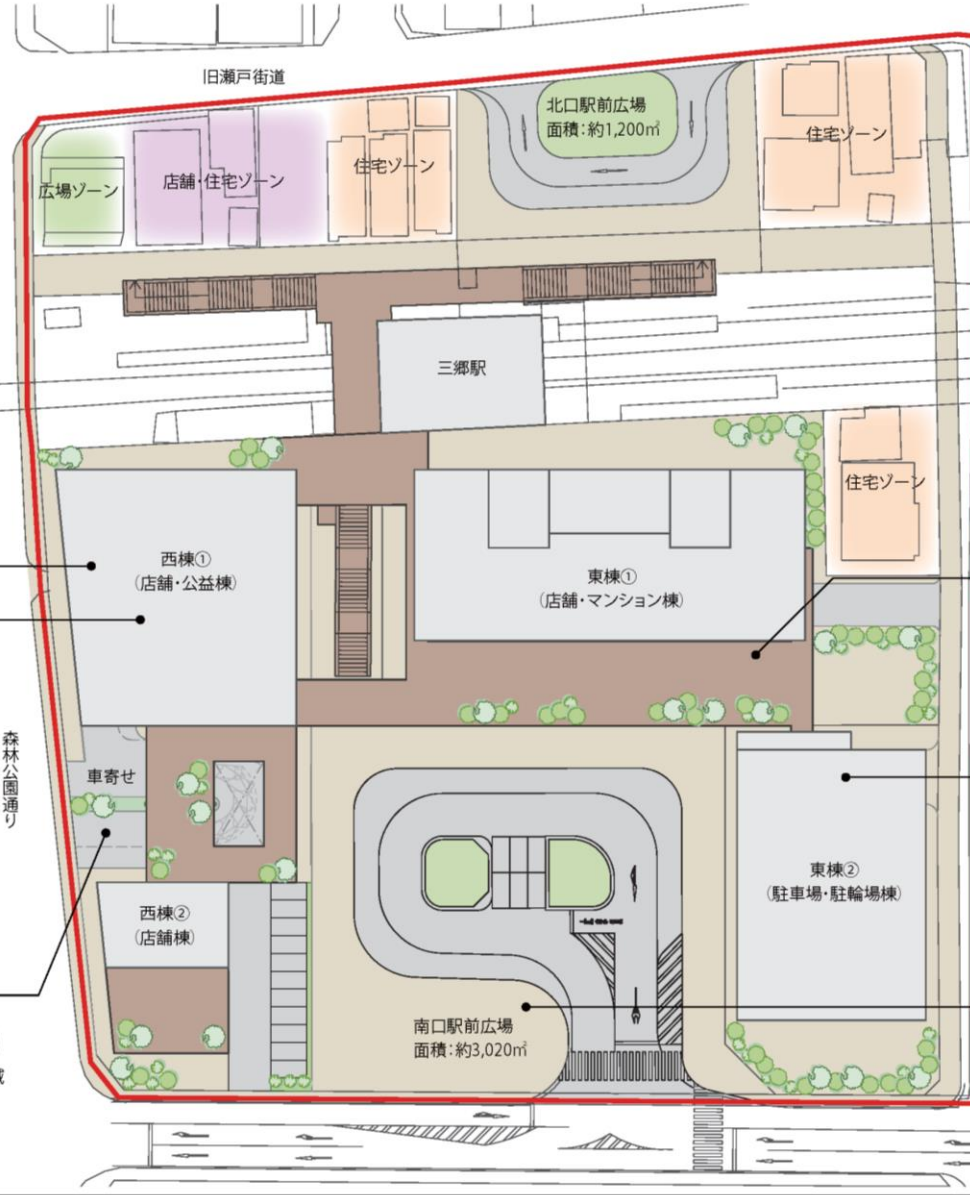 旧瀬戸街道
北口駅前広場
面積:約1,200㎡
住宅ゾーン
広場ゾーン
店舗・住宅ゾーン
住宅ゾーン
三郷駅
住宅ゾーン
西棟①
(店舗・公益棟)
東棟①
(店舗・マンション棟)
森林公園通り
車寄せ
東棟②
(駐車場・駐輪場棟)
西棟②
(店舗棟)
南口駅前広場
面積:約3,020㎡
域